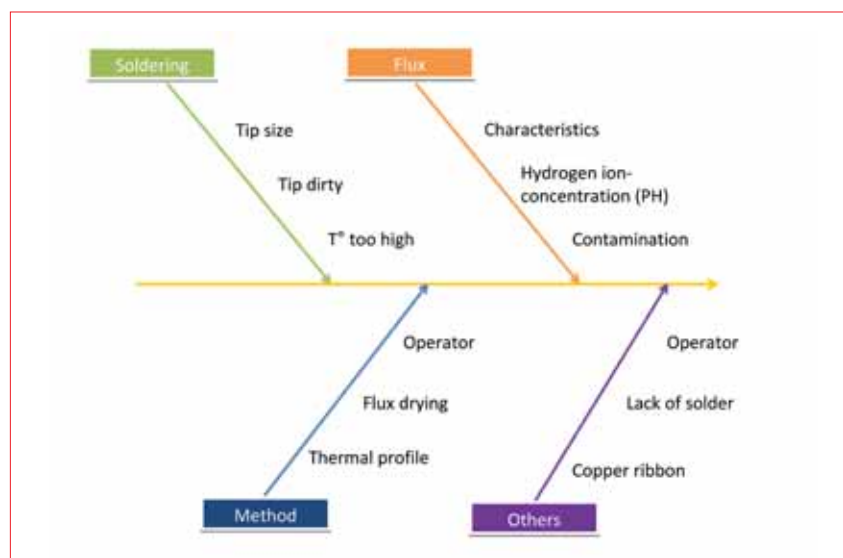 Soldering
Flux
Tip size
Characteristics
Tip dirty
Hydrogen ion-
concentration (PH)
T° too high
Contamination
Operator
Operator
Flux drying
Lack of solder
Thermal profile
Copper ribbon
Method
Others